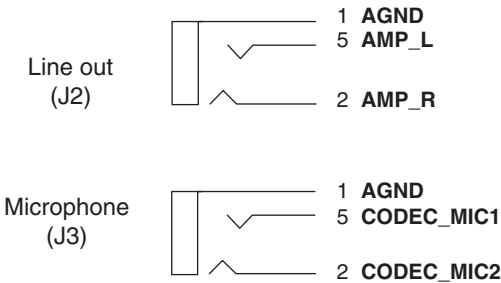 1 AGND
5 AMP_L
Line out
(J2)
2 AMP_R
1 AGND
Microphone
5 CODEC_MIC1
(J3)
2 CODEC_MIC2